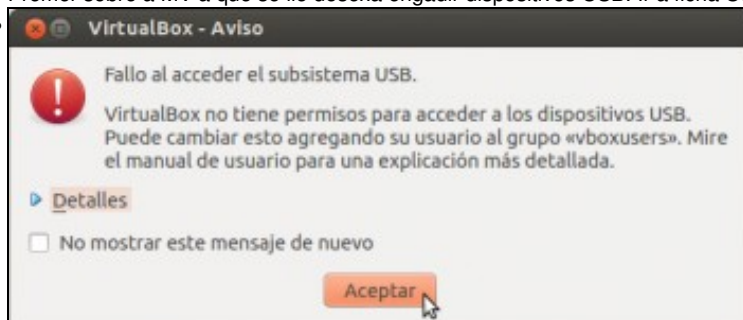 VirtualBox - Aviso
Fallo al acceder el subsistema USB.
VirtualBox no tiene permisos para acceder a los dispositivos USB.
Puede cambiar esto agregando su usuario al grupo «vboxusers». Mire
el manual de usuario para una explicación más detallada.
Detalles
No mostrar este mensaje de nuevo
Aceptar